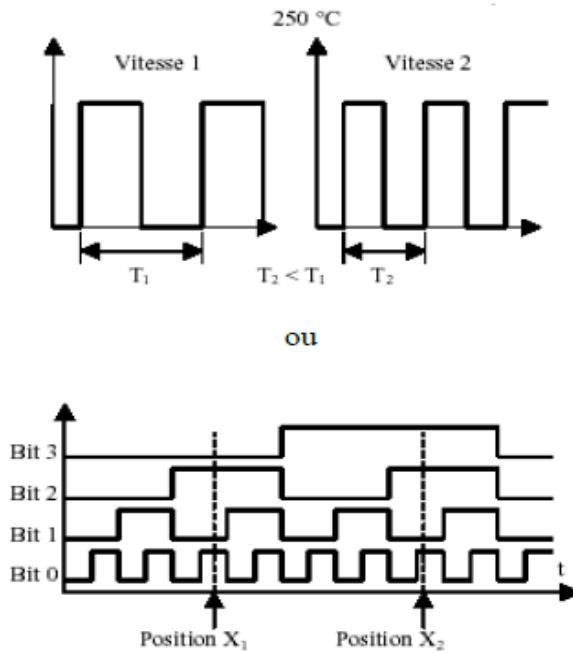 250 °C
Vitesse 1 Vitesse 2
T₁ T₂ < T₁ T₂
ou
Bit 3
Bit 2
Bit 1
Bit 0 t
Position X₁ Position X₂